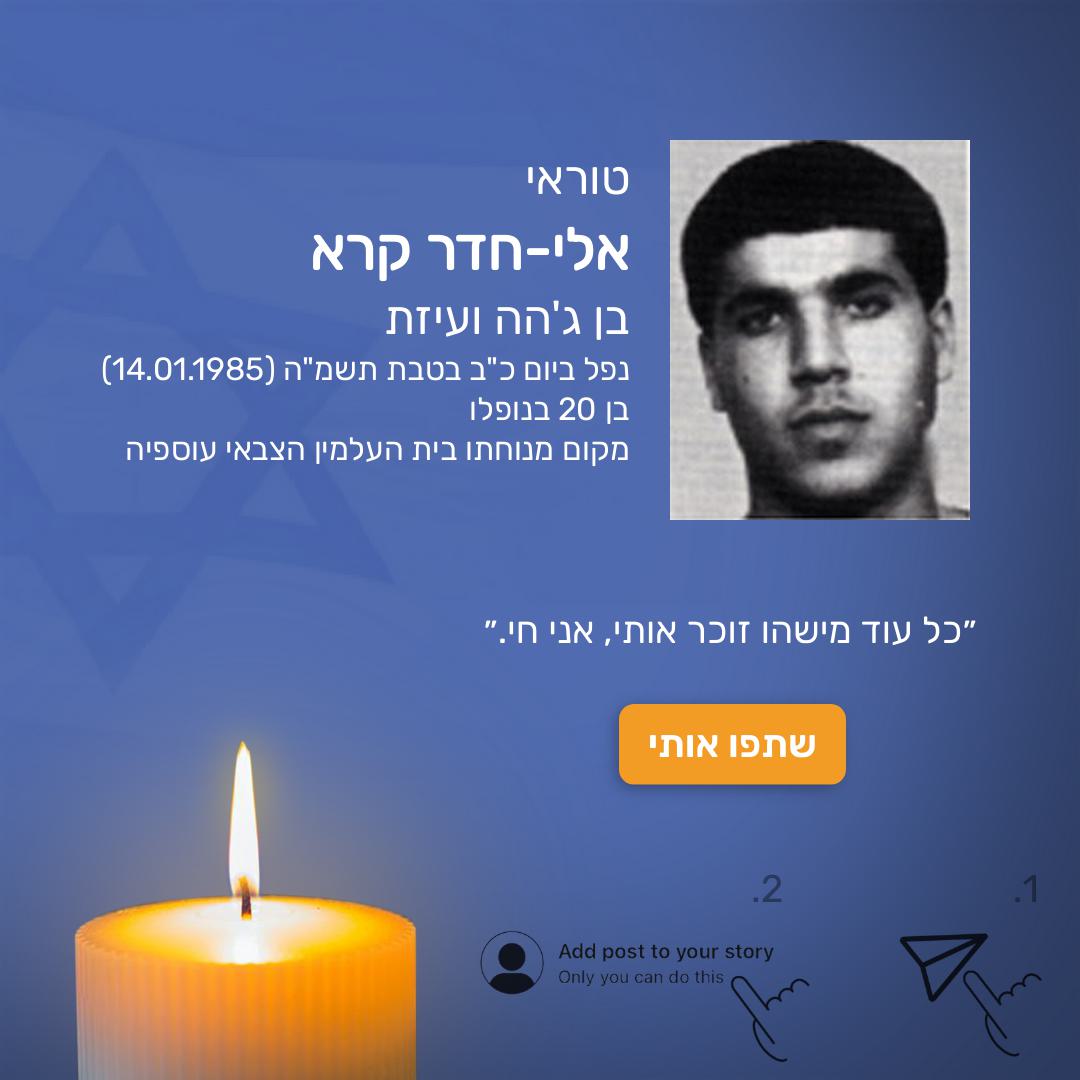 טוראי
אלי-חדר קרא
בן ג'הה ועיזת
נפל ביום כ"ב בטבת תשמ"ה (14.01.1985)
בן 20 בנופלו
מקום מנוחתו בית העלמין הצבאי עוספיה
״כל עוד מישהו זוכר אותי, אני חי.״
שתפו אותי
.1
.2
Add post to your story
Only you can do this